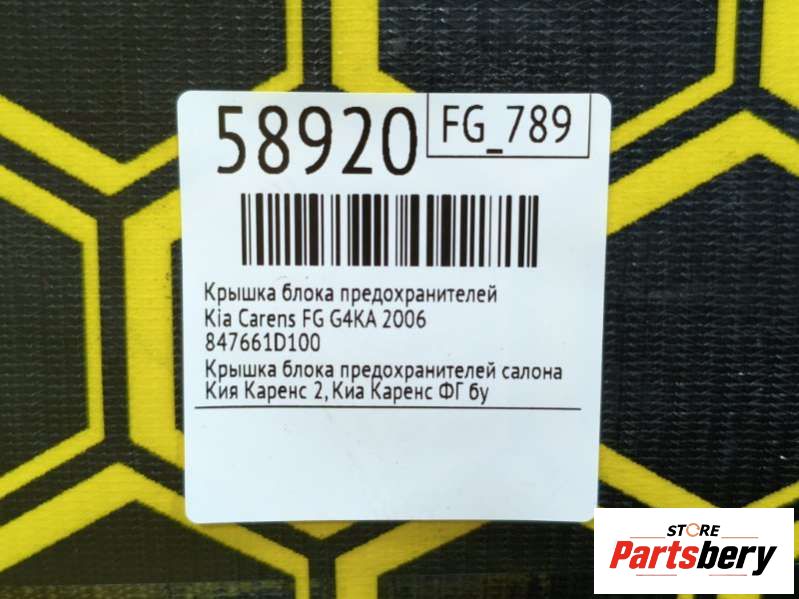 58920
FG_789
Крышка блока предохранителей
Kia Carens FG G4KA 2006
847661D100
Крышка блока предохранителей салона
Кия Каренс 2, Киа Каренс ФГ бу
STORE
Partsbery